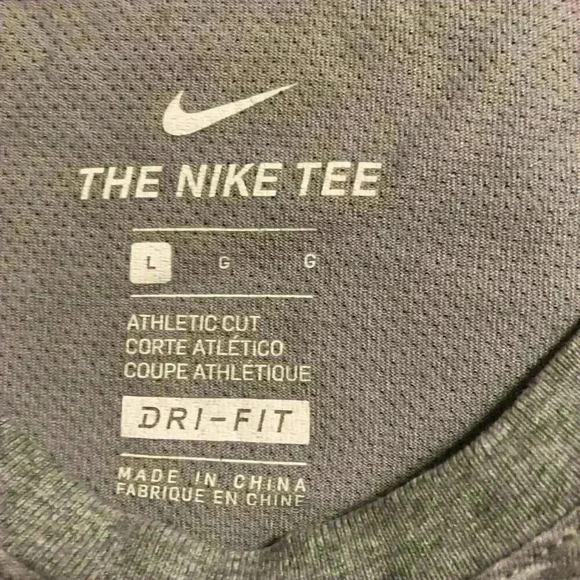 THE NIKE TEE
L G G
ATHLETIC CUT
CORTE ATLÉTICO
COUPE ATHLÉTIQUE
DRI-FIT
MADE IN CHINA
FABRIQUE EN CHINE